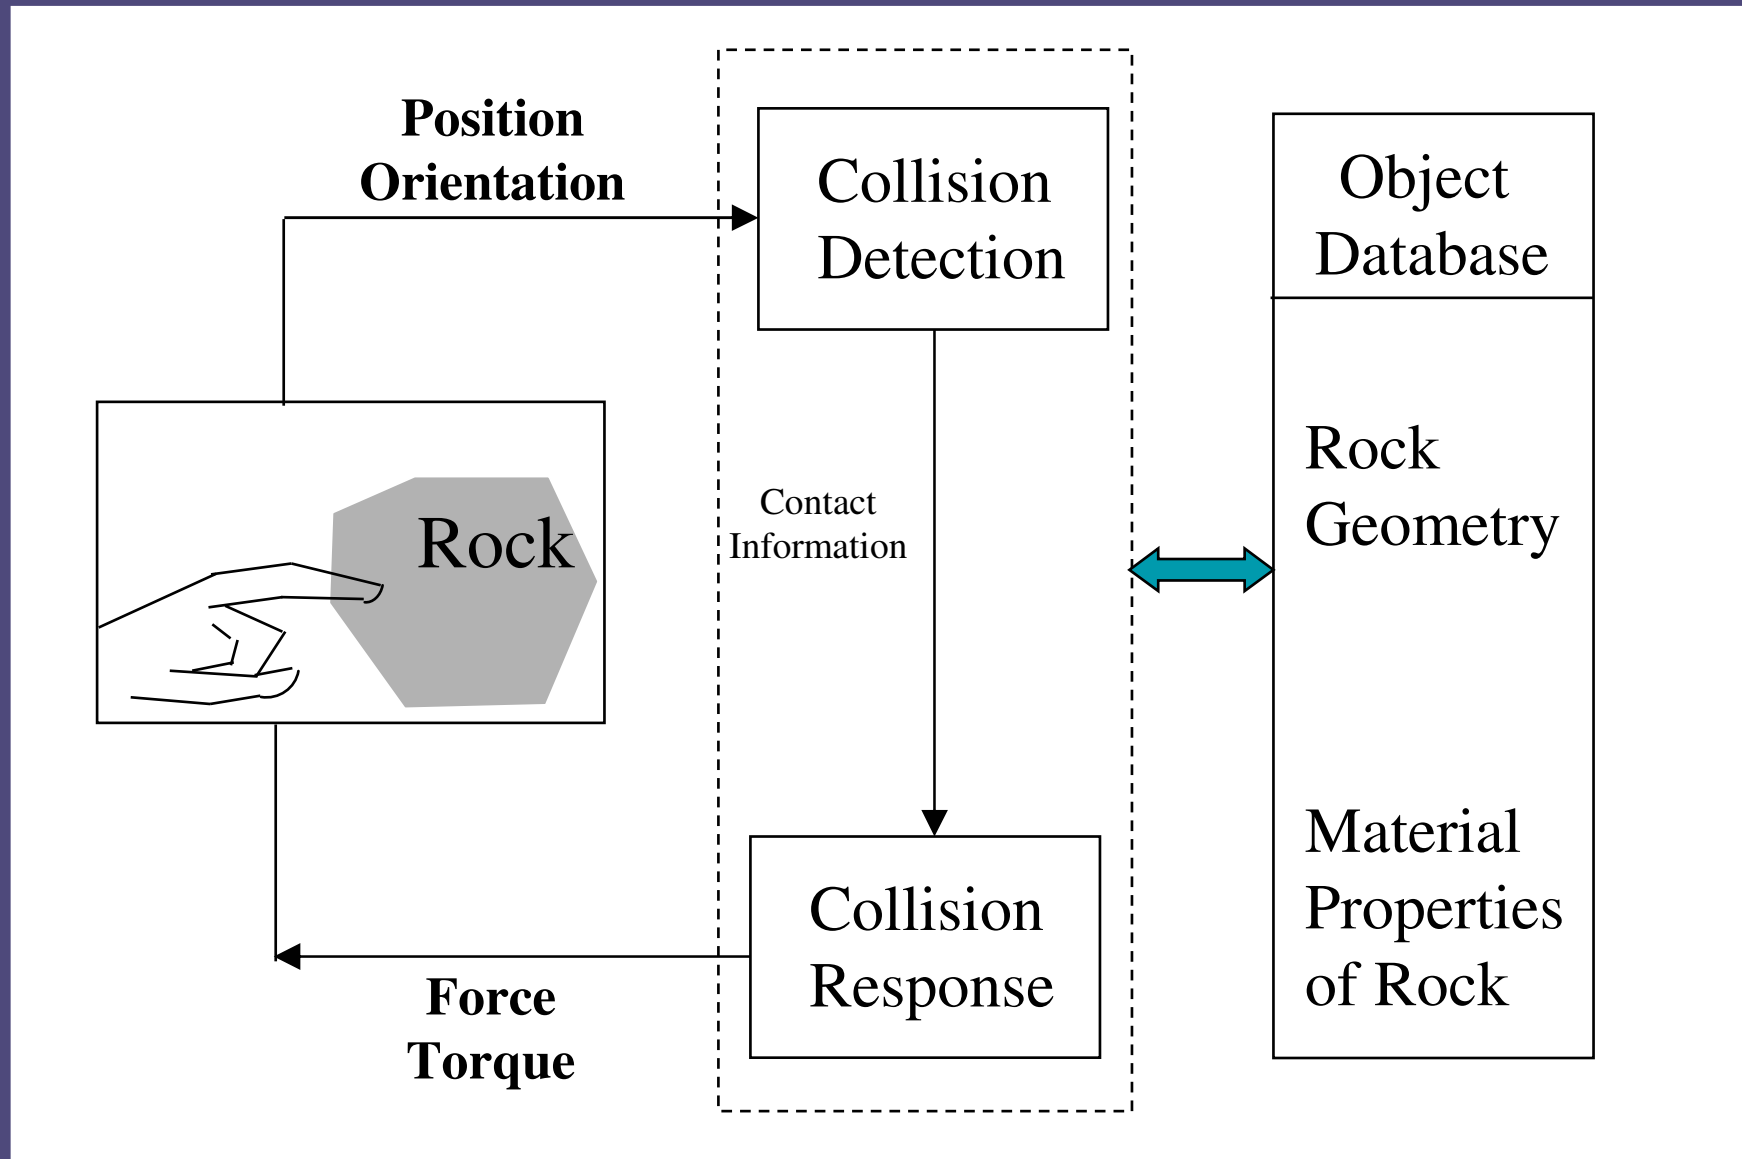 Position
Orientation
Collision
Detection
Object
Database
Rock
Geometry
Contact
Information
Rock
Material
Properties
of Rock
Collision
Response
Force
Torque